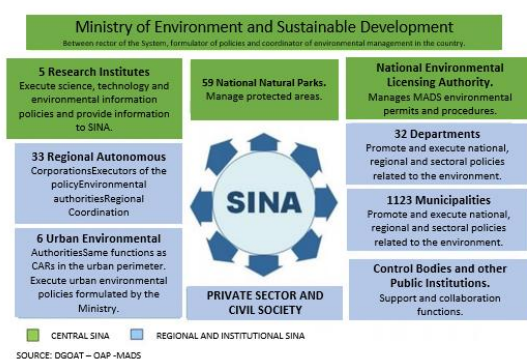 Ministry of Environment and Sustainable Development
Between rector of the System, formulator of policies and coordinator of environmental management in the country.
5 Research Institutes
Execute science, technology and
environmental information
policies and provide information
to SINA.
59 National Natural Parks.
Manage protected areas.
National Environmental
Licensing Authority.
Manages MADS environmental
permits and procedures.
33 Regional Autonomous
CorporationsExecutors of the
policyEnvironmental
authoritiesRegional
Coordination
SINA
32 Departments
Promote and execute national,
regional and sectoral policies
related to the environment.
1123 Municipalities
Promote and execute national,
regional and sectoral policies
related to the environment.
6 Urban Environmental
AuthoritiesSame functions as
CARs in the urban perimeter.
Execute urban environmental
policies formulated by the
Ministry.
PRIVATE SECTOR AND
CIVIL SOCIETY
Control Bodies and other
Public Institutions.
Support and collaboration
functions.
CENTRAL SINA
REGIONAL AND INSTITUTIONAL SINA
SOURCE: DGOAT – OAP -MADS